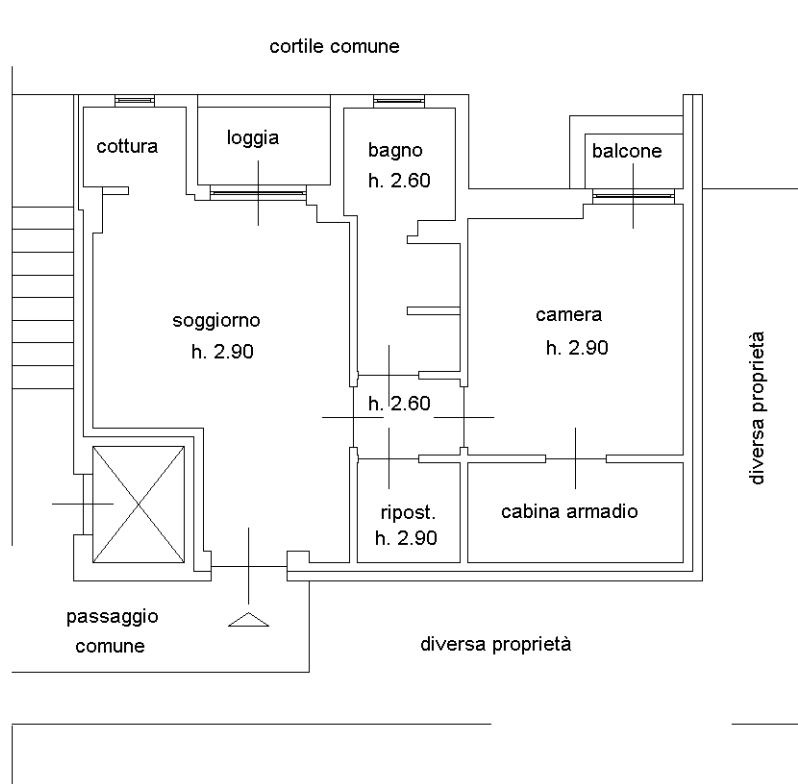 cortile comune
cottura
loggia
bagno
h. 2.60
balcone
soggiorno
h. 2.90
camera
h. 2.90
h. 2.60
diversa proprietà
ripost.
h. 2.90
cabina armadio
passaggio
comune
diversa proprietà